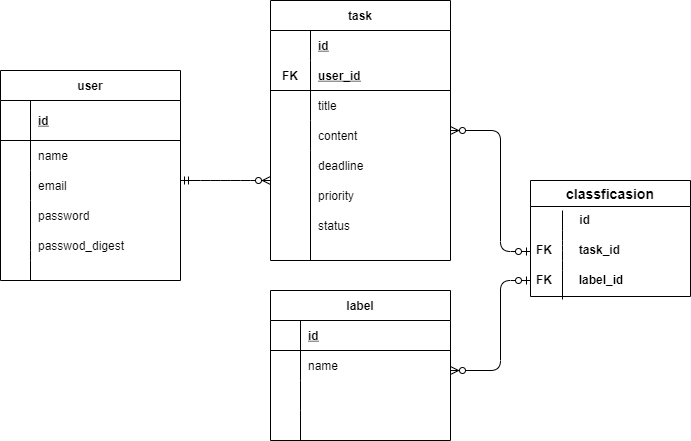 user
id
name
email
password
passwod_digest
task
id
FK user_id
title
content
deadline
priority
status
label
id
name
classficasion
id
FK task_id
FK label_id